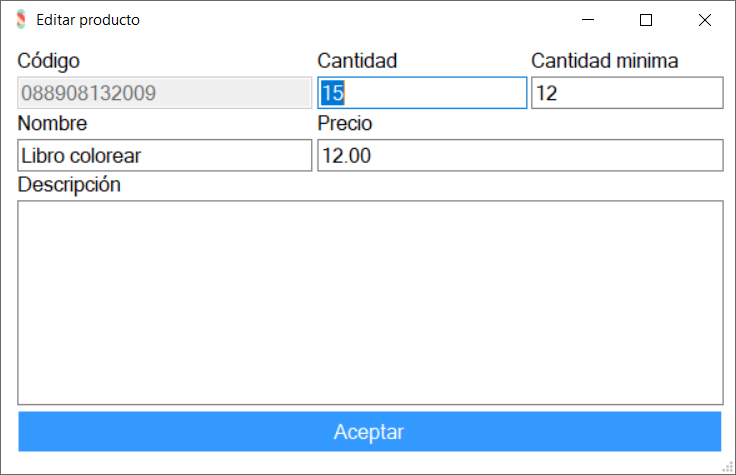 Editar producto
Código Cantidad Cantidad minima
088908132009 15 12
Nombre Precio
Libro colorear 12.00
Descripción
Aceptar